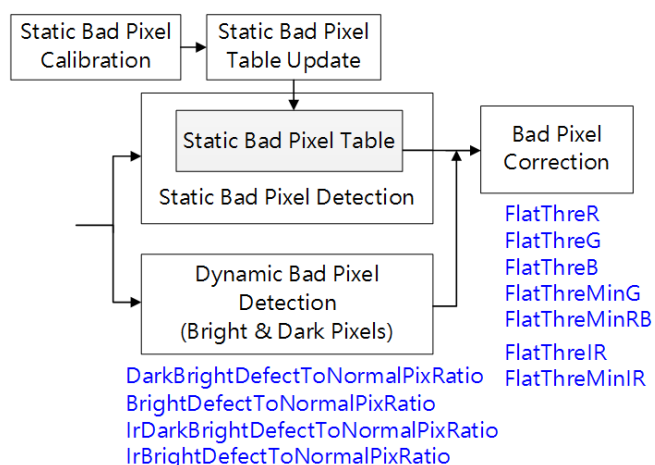 Static Bad Pixel
Calibration
Static Bad Pixel
Table Update
Static Bad Pixel Table
Static Bad Pixel Detection
Bad Pixel
Correction
FlatThreR
FlatThreG
FlatThreB
FlatThreMinG
FlatThreMinRB
FlatThreIR
FlatThreMinIR
Dynamic Bad Pixel
Detection
(Bright & Dark Pixels)
DarkBrightDefectToNormalPixRatio
BrightDefectToNormalPixRatio
IrDarkBrightDefectToNormalPixRatio
IrBrightDefectToNormalPixRatio